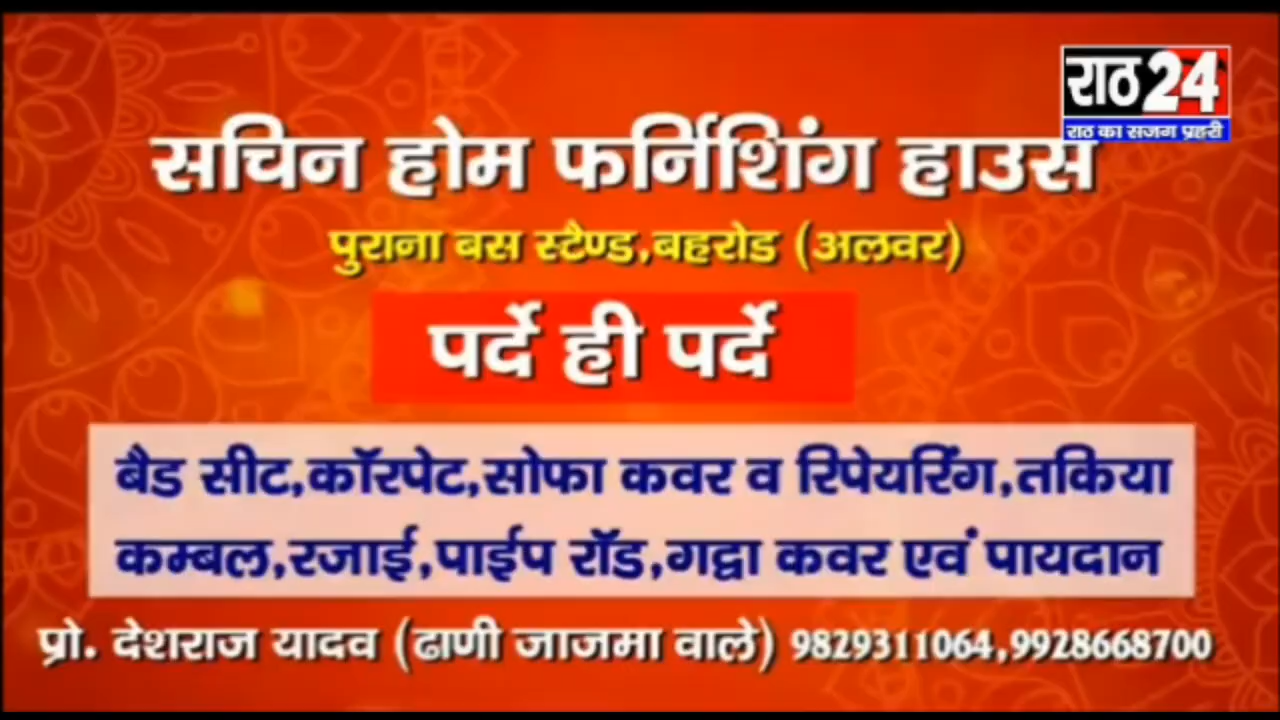 राठ 24
राठ का सजग प्रहरी
सचिन होम फर्निशिंग हाउस
पुराना बस स्टैण्ड,बहरोड (अलवर)
पर्दे ही पर्दे
बैड सीट,कॉरपेट,सोफा कवर व रिपेयरिंग,तकिया
कम्बल,रजाई,पाईप रॉड,गद्दा कवर एवं पायदान
प्रो. देशराज यादव (ढाणी जाजमा वाले) 9829311064,9928668700